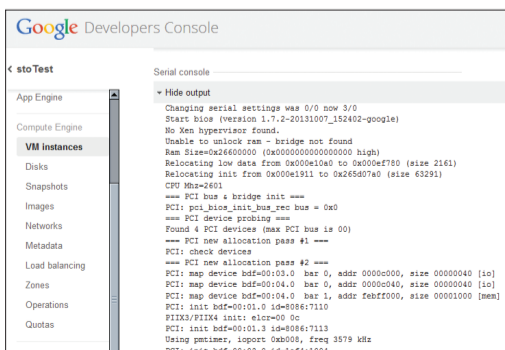 Google Developers Console
< stoTest
App Engine
Compute Engine
VM instances
Disks
Snapshots
Images
Networks
Metadata
Load balancing
Zones
Operations
Quotas
Serial console
Hide output
Changing serial settings was 0/0 now 3/0
Start bios (version 1.7.2-20131007_152402-google)
No Xen hypervisor found.
Unable to unlock ram - bridge not found
Ram Size=0x26600000 (0x0000000000000000 high)
Relocating low data from 0x000e10a0 to 0x000ef780 (size 2161)
Relocating init from 0x000e1911 to 0x265d07a0 (size 63291)
CPU Mhz=2601
=== PCI bus & bridge init ===
PCI: pci_bios_init_bus_rec bus = 0x0
=== PCI device probing ===
Found 4 PCI devices (max PCI bus is 00)
=== PCI new allocation pass #1 ===
PCI: check devices
=== PCI new allocation pass #2 ===
PCI: map device bdf=00:03.0 bar 0, addr 0000c000, size 00000040 [io]
PCI: map device bdf=00:04.0 bar 0, addr 0000c040, size 00000040 [io]
PCI: map device bdf=00:04.0 bar 1, addr febff000, size 00001000 [mem]
PCI: init bdf=00:01.0 id=8086:7110
PIIX3/PIIX4 init: elcr=00 0c
PCI: init bdf=00:01.3 id=8086:7113
Using pmtimer, ioport 0xb008, freq 3579 kHz